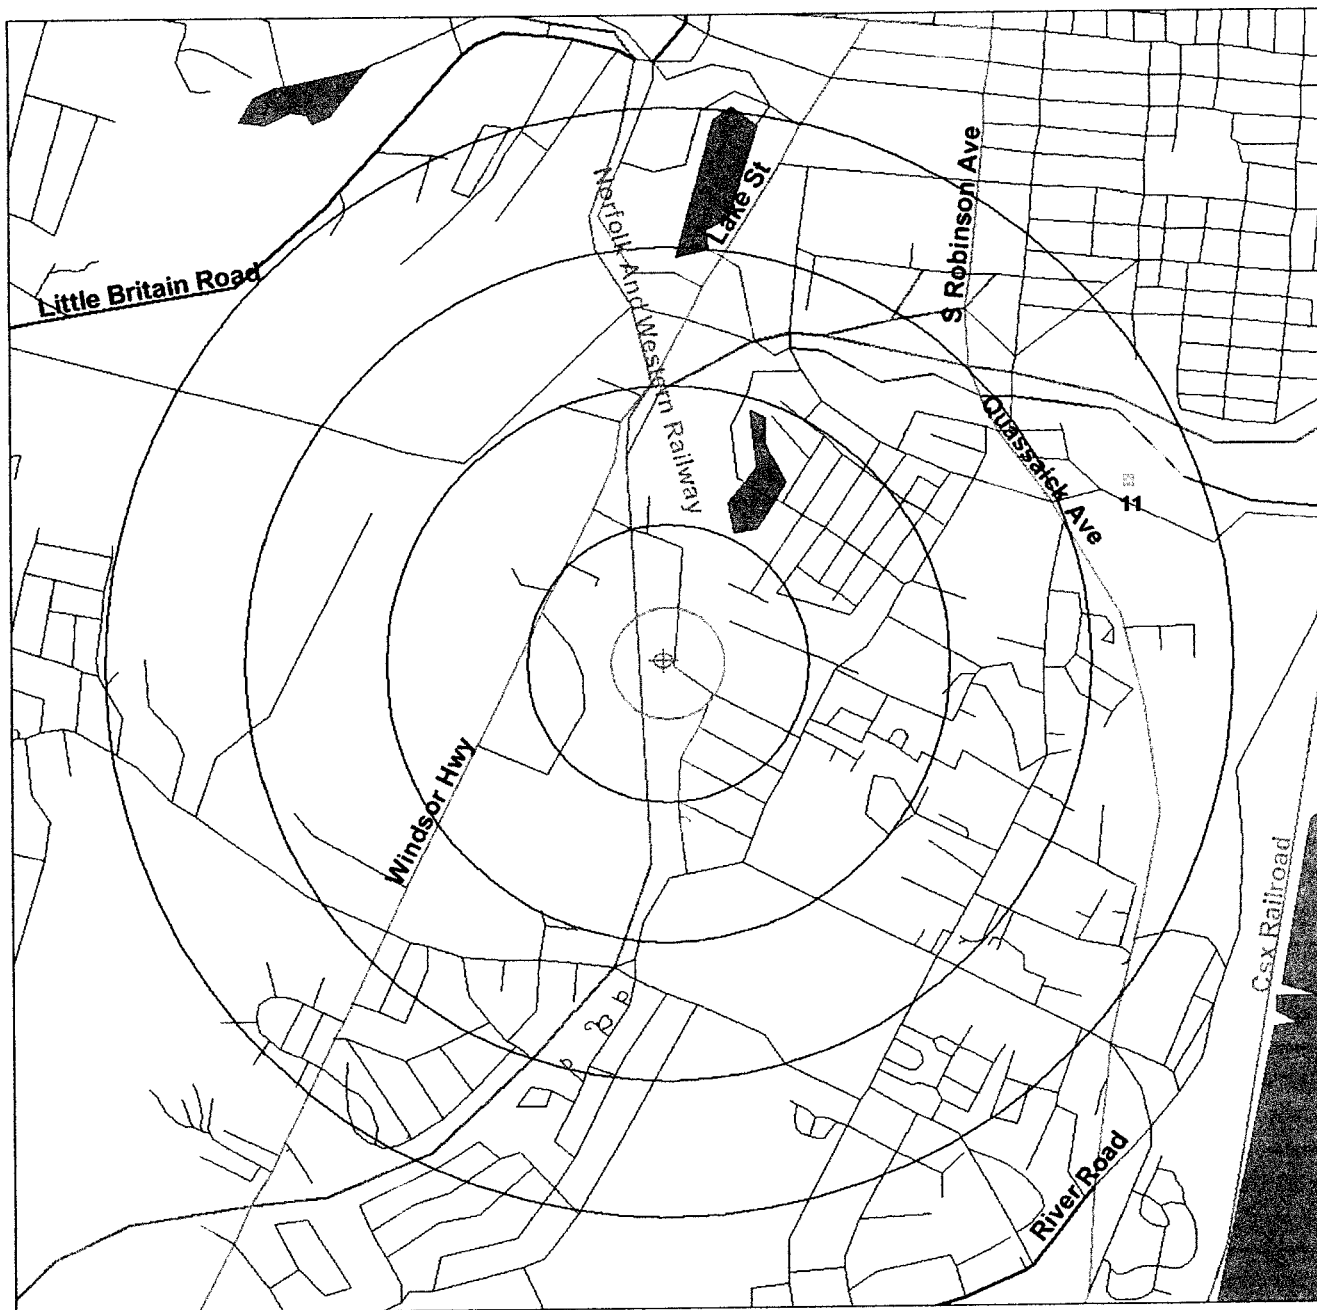 Lake St
S Robinson Ave
Norfolk And Western Railway
Little Britain Road
Quassaick Ave
11
Windsor Hwy
Csx Railroad
River Road